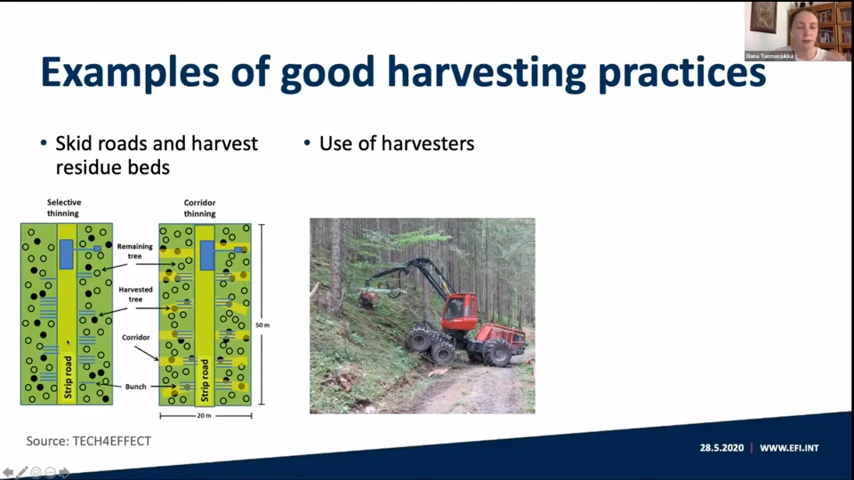 Diana Tuomasjukka
Examples of good harvesting practices
• Skid roads and harvest
residue beds
• Use of harvesters
Selective
thinning
Corridor
thinning
Remaining
tree
Harvested
tree
Corridor
Bunch
Strip road
Strip road
50 m
20 m
Source: TECH4EFFECT
28.5.2020 | WWW.EFI.INT